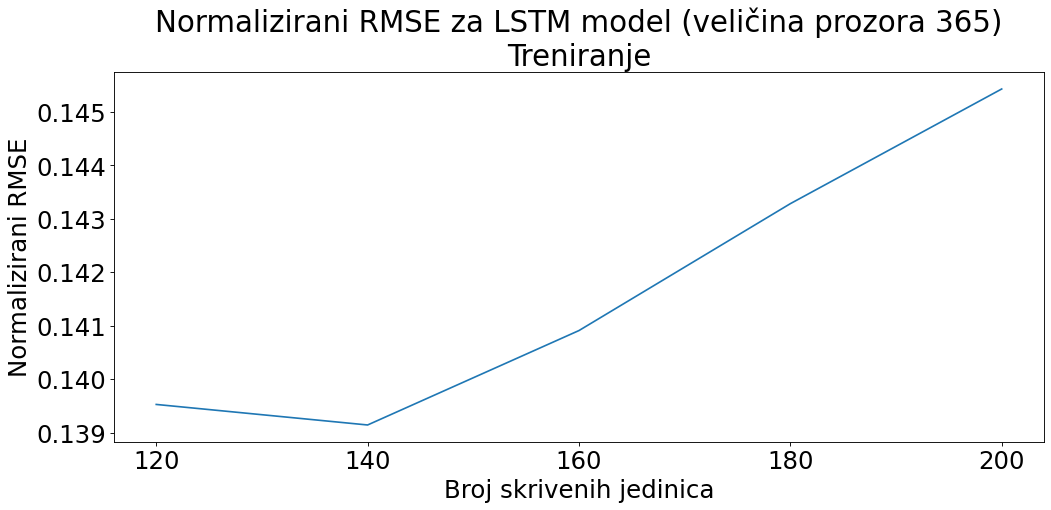 Normalizirani RMSE za LSTM model (veličina prozora 365)
Treniranje
Normalizirani RMSE
0.145
0.144
0.143
0.142
0.141
0.140
0.139
120 140 160 180 200
Broj skrivenih jedinica